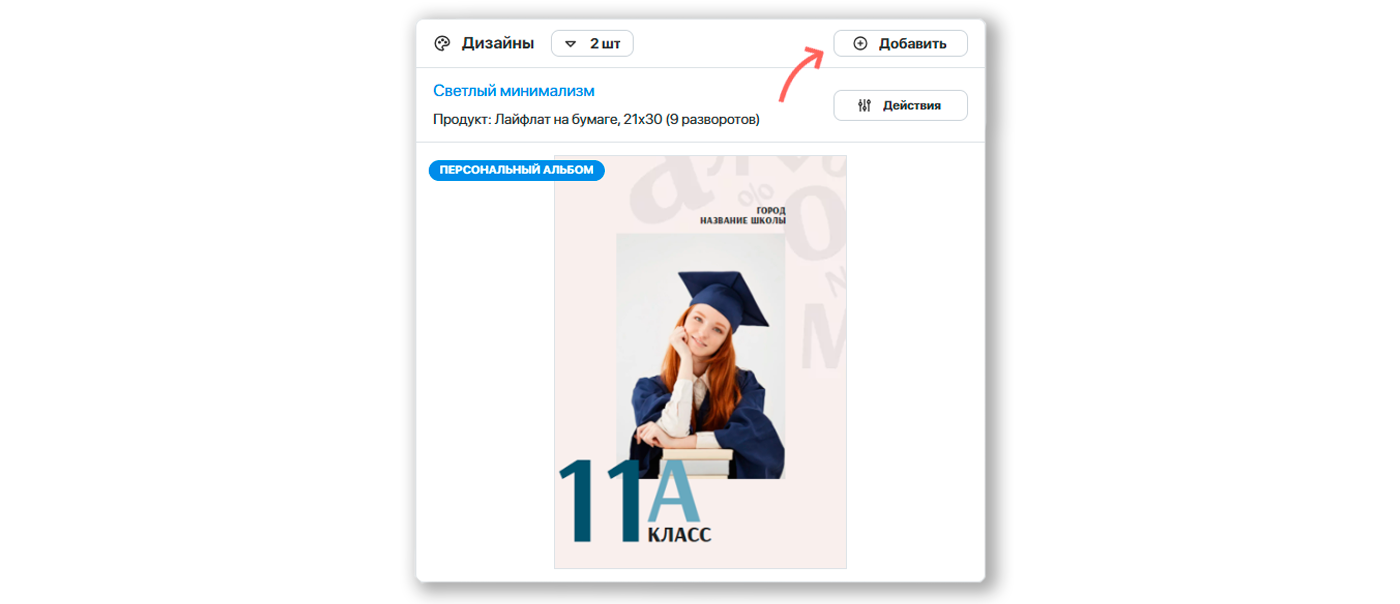 Дизайны 2 шт Добавить
Светлый минимализм
Продукт: Лайфлат на бумаге, 21х30 (9 разворотов)
Действия
ПЕРСОНАЛЬНЫЙ АЛЬБОМ
ГОРОД
НАЗВАНИЕ ШКОЛЫ
11А
КЛАСС